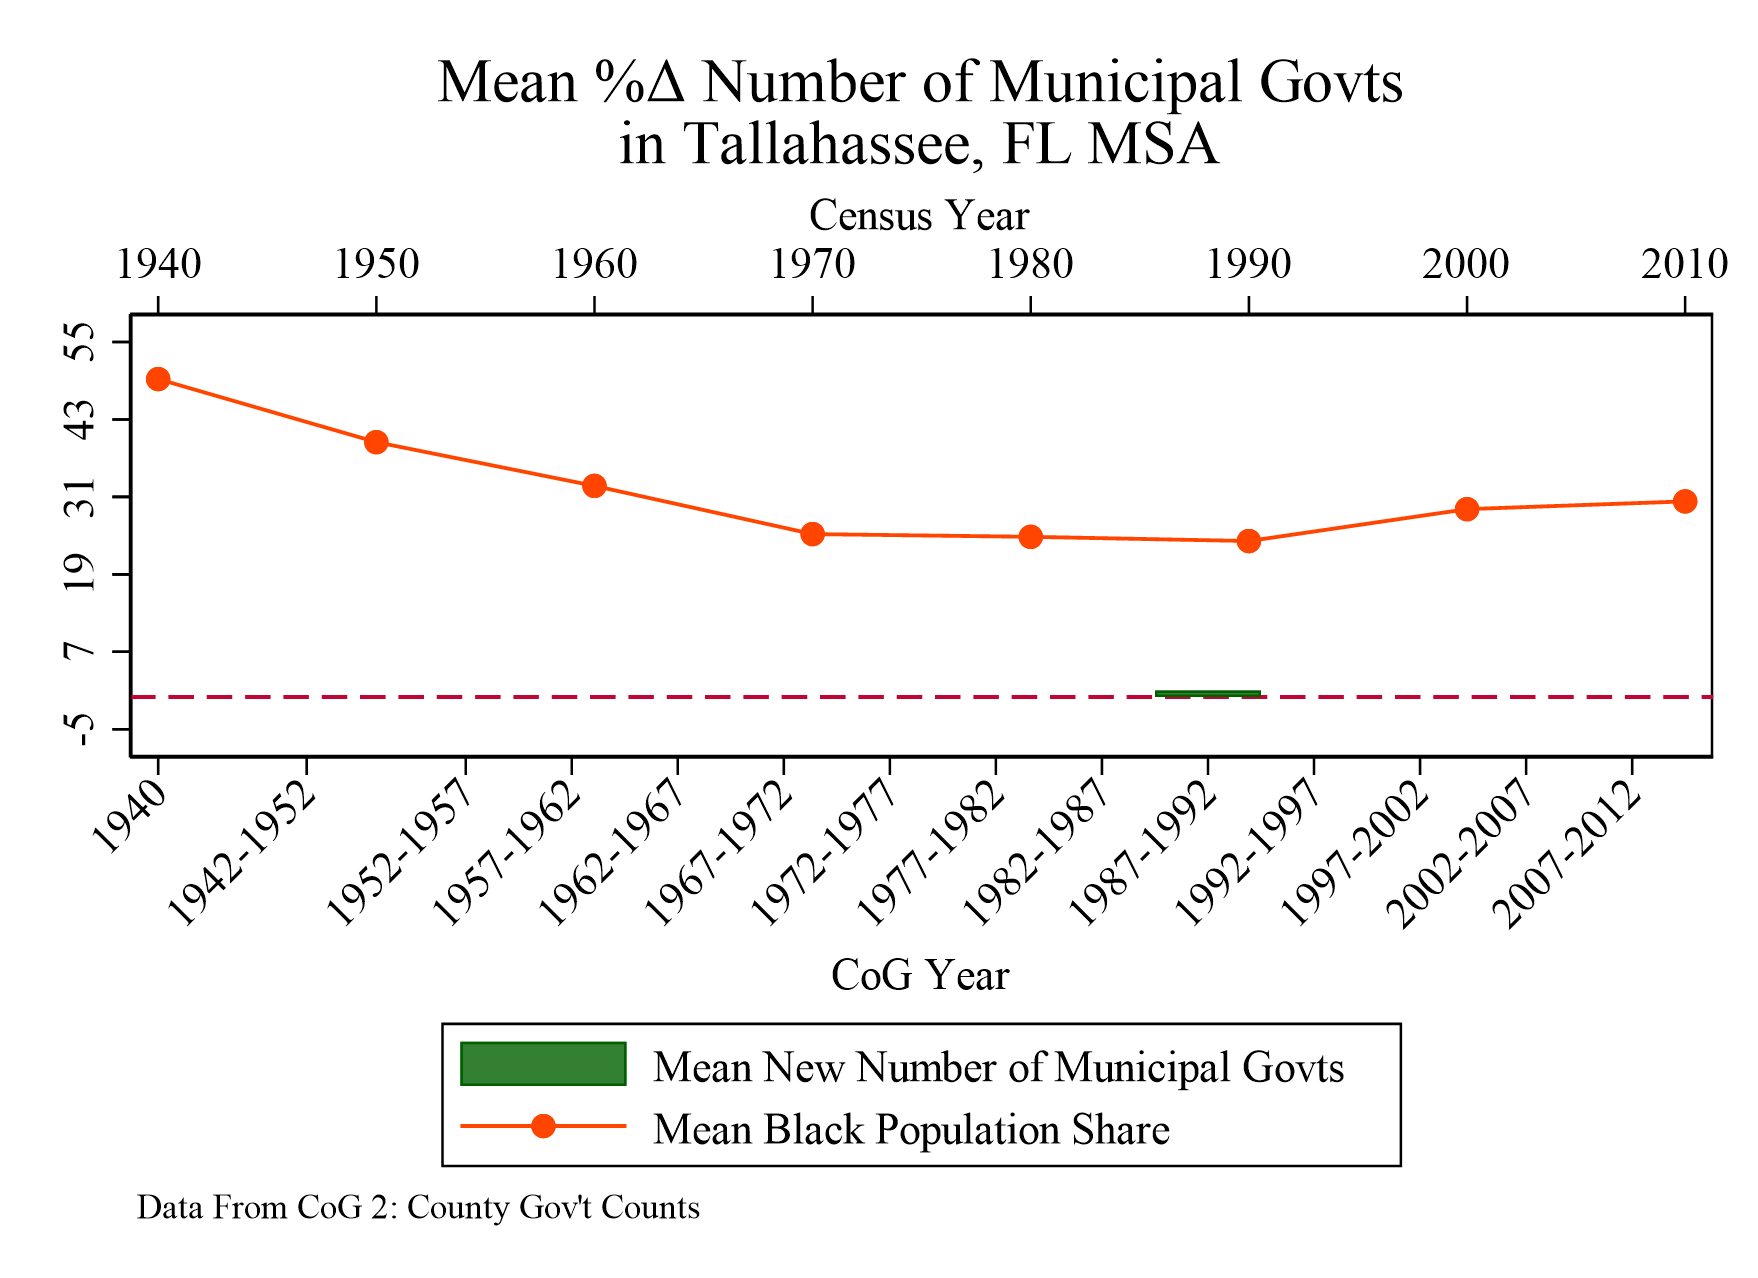 Mean %Δ Number of Municipal Govts
in Tallahassee, FL MSA
Census Year
1940 1950 1960 1970 1980 1990 2000 2010
55
43
31
19
7
-5
1940 1942-1952 1952-1957 1957-1962 1962-1967 1967-1972 1972-1977 1977-1982 1982-1987 1987-1992 1992-1997 1997-2002 2002-2007 2007-2012
CoG Year
Mean New Number of Municipal Govts
Mean Black Population Share
Data From CoG 2: County Gov't Counts